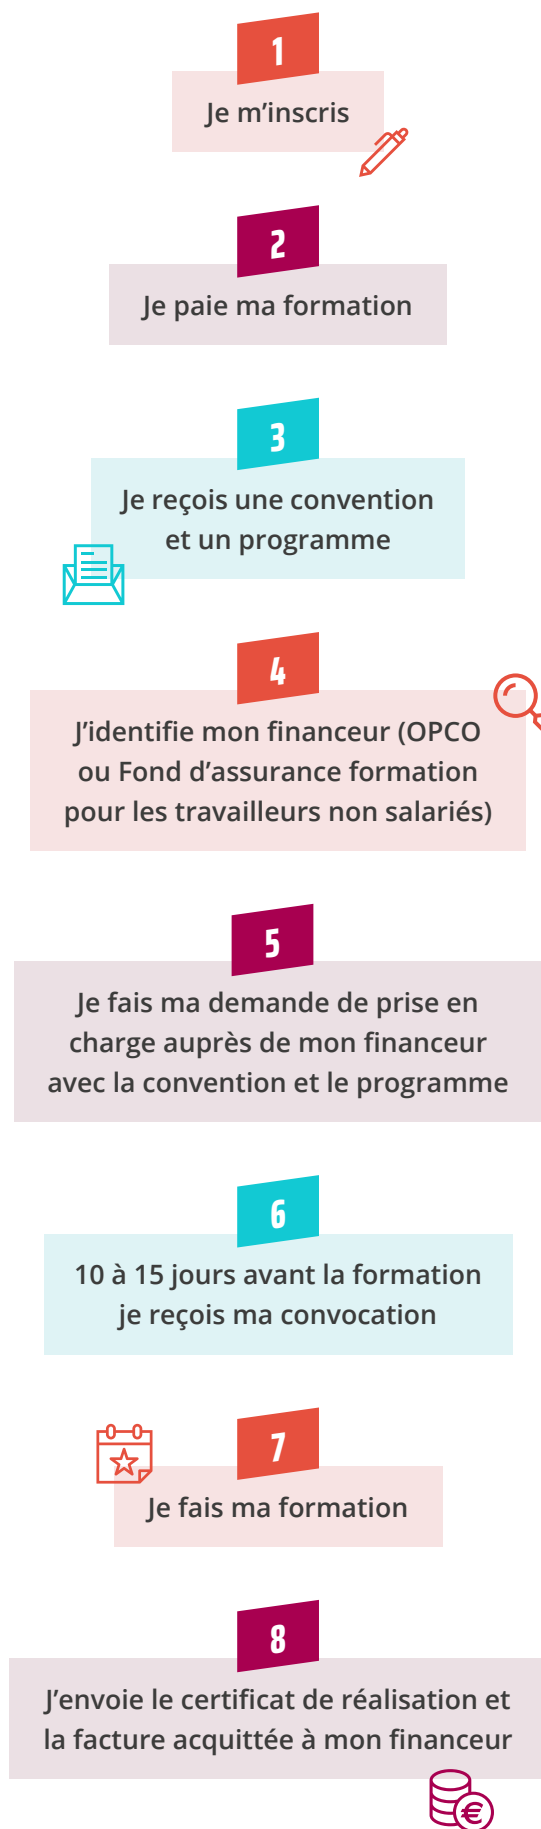 1
Je m’inscris
2
Je paie ma formation
3
Je reçois une convention
et un programme
4
J’identifie mon financeur (OPCO
ou Fond d’assurance formation
pour les travailleurs non salariés)
5
Je fais ma demande de prise en
charge auprès de mon financeur
avec la convention et le programme
6
10 à 15 jours avant la formation
je reçois ma convocation
7
Je fais ma formation
8
J’envoie le certificat de réalisation et
la facture acquittée à mon financeur
€